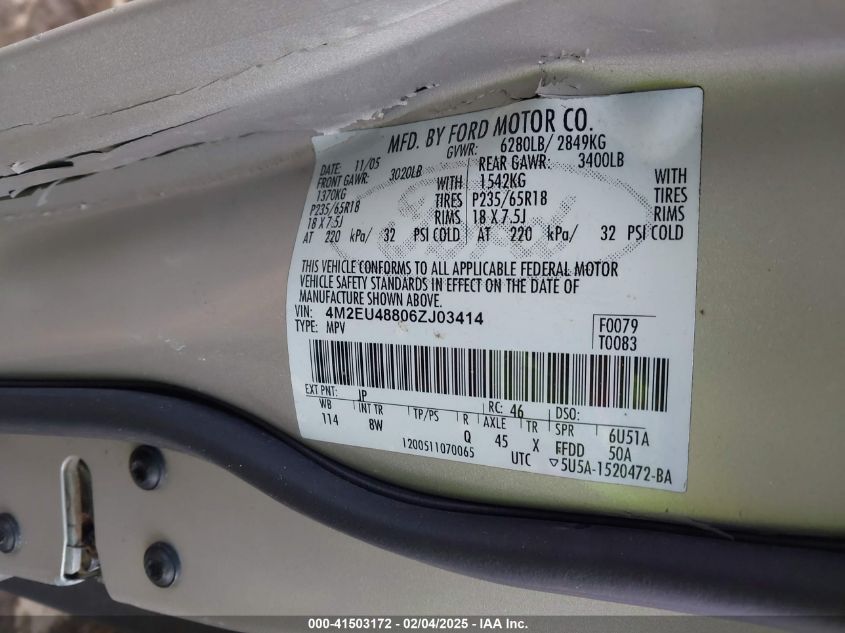 MFD. BY FORD MOTOR CO.
DATE: 11/05 GVWR: 6280LB/ 2849KG
FRONT GAWR: 3020LB REAR GAWR: 3400LB
1370KG WITH 1542KG WITH
P235/65R18 TIRES P235/65R18 TIRES
18 X 7.5J RIMS 18 X 7.5J RIMS
AT 220 kPa/ 32 PSI COLD AT 220 kPa/ 32 PSI COLD
THIS VEHICLE CONFORMS TO ALL APPLICABLE FEDERAL MOTOR
VEHICLE SAFETY STANDARDS IN EFFECT ON THE DATE OF
MANUFACTURE SHOWN ABOVE.
VIN: 4M2EU48806ZJ03414 F0079
TYPE: MPV T0083
EXT PNT: JP RC: 46 DSO:
WB INT TR TP/PS R AXLE TR SPR 6U51A
114 8W Q 45 X FFDD 50A
1200511070065 UTC ▽5U5A-1520472-BA
000-41503172 - 02/04/2025 - IAA Inc.